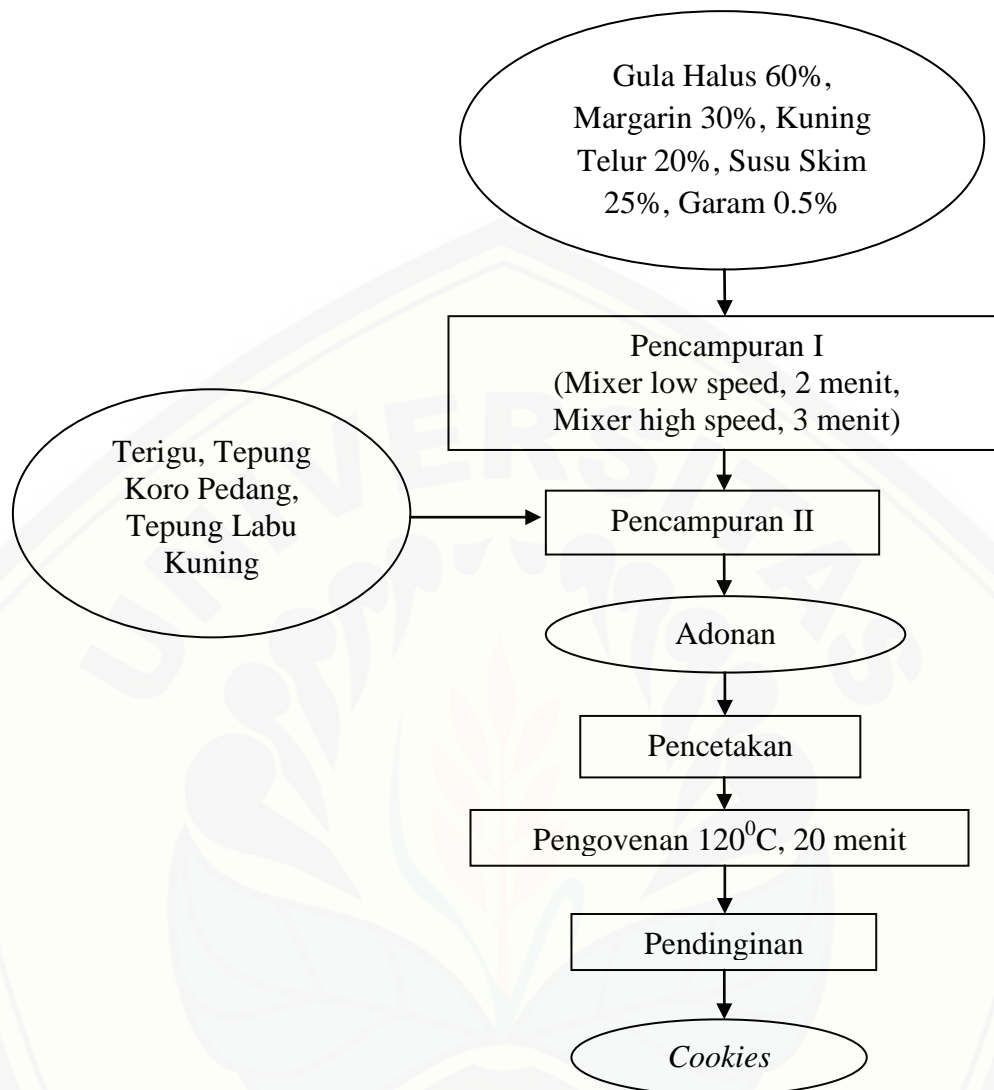 Gula Halus 60%,
Margarin 30%, Kuning
Telur 20%, Susu Skim
25%, Garam 0.5%
Pencampuran I
(Mixer low speed, 2 menit,
Mixer high speed, 3 menit)
Terigu, Tepung
Koro Pedang,
Tepung Labu
Kuning
Pencampuran II
Adonan
Pencetakan
Pengovenan 120⁰C, 20 menit
Pendinginan
Cookies
UNIVERSITAS